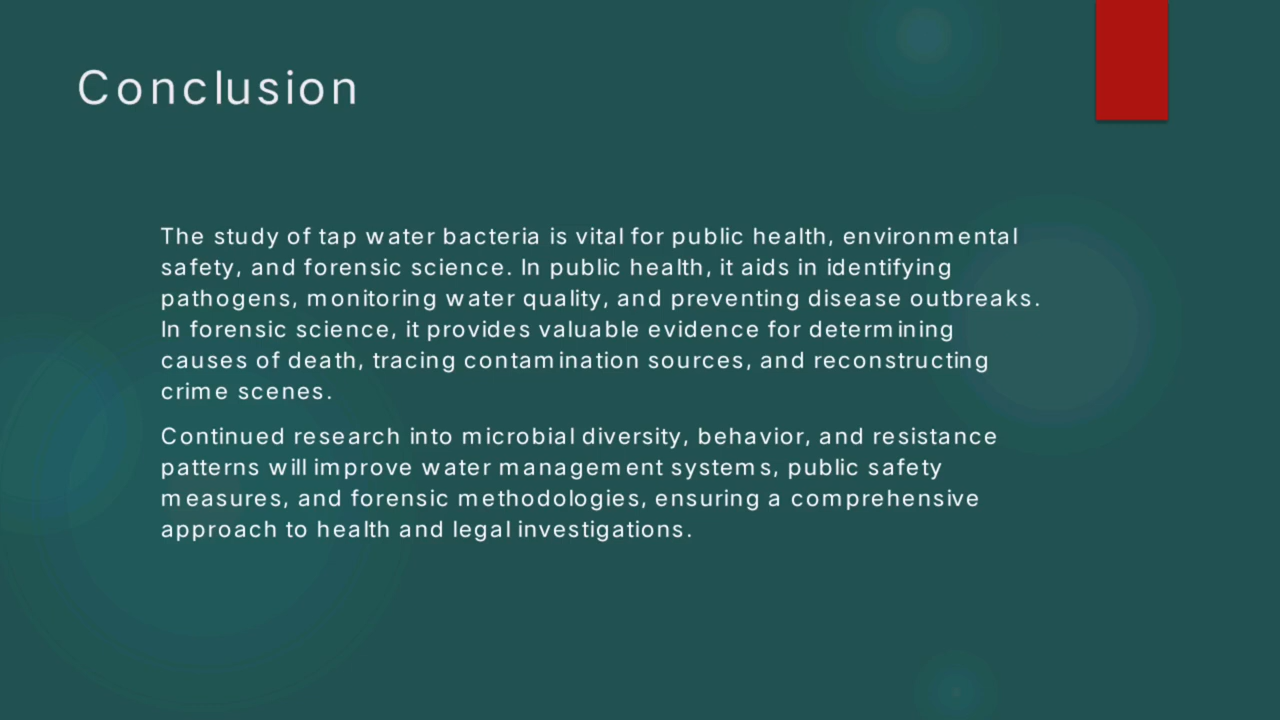 Conclusion
The study of tap water bacteria is vital for public health, environmental
safety, and forensic science. In public health, it aids in identifying
pathogens, monitoring water quality, and preventing disease outbreaks.
In forensic science, it provides valuable evidence for determining
causes of death, tracing contamination sources, and reconstructing
crime scenes.
Continued research into microbial diversity, behavior, and resistance
patterns will improve water management systems, public safety
measures, and forensic methodologies, ensuring a comprehensive
approach to health and legal investigations.